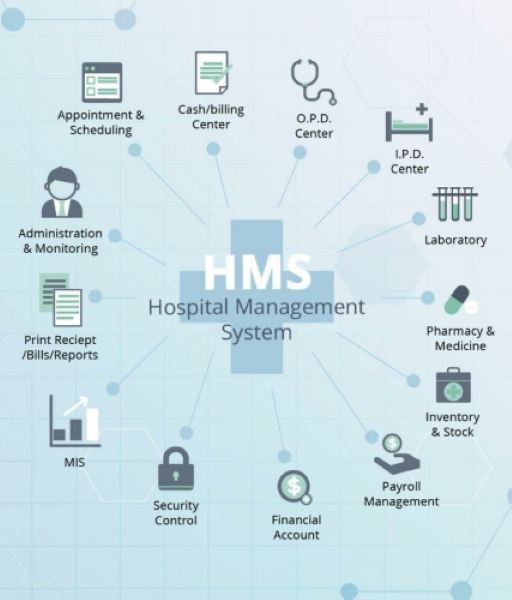 Appointment &
Scheduling
Cash/billing
Center
O.P.D.
Center
I.P.D.
Center
Administration
& Monitoring
Laboratory
HMS
Hospital Management
System
Print Reciept
/Bills/Reports
Pharmacy &
Medicine
Inventory
& Stock
MIS
Payroll
Management
Security
Control
Financial
Account
$
$